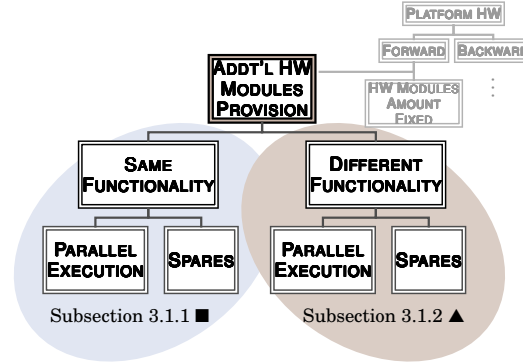 PLATFORM HW
FORWARD BACKWARD
ADDT'L HW
MODULES
PROVISION
HW MODULES
AMOUNT
FIXED
SAME
FUNCTIONALITY
DIFFERENT
FUNCTIONALITY
PARALLEL
EXECUTION
SPARES
PARALLEL
EXECUTION
SPARES
Subsection 3.1.1 ■
Subsection 3.1.2 ▲